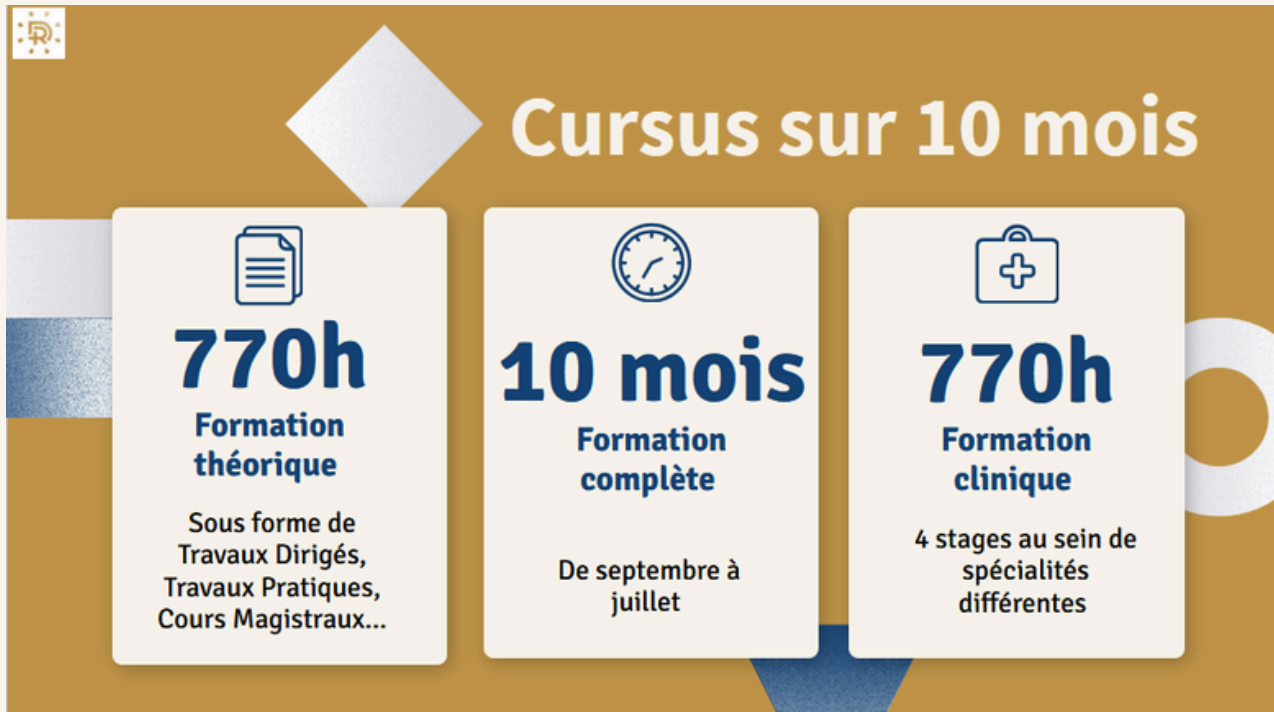 Cursus sur 10 mois
770h
Formation
théorique
Sous forme de
Travaux Dirigés,
Travaux Pratiques,
Cours Magistraux...
10 mois
Formation
complète
De septembre à
juillet
770h
Formation
clinique
4 stages au sein de
spécialités
différentes